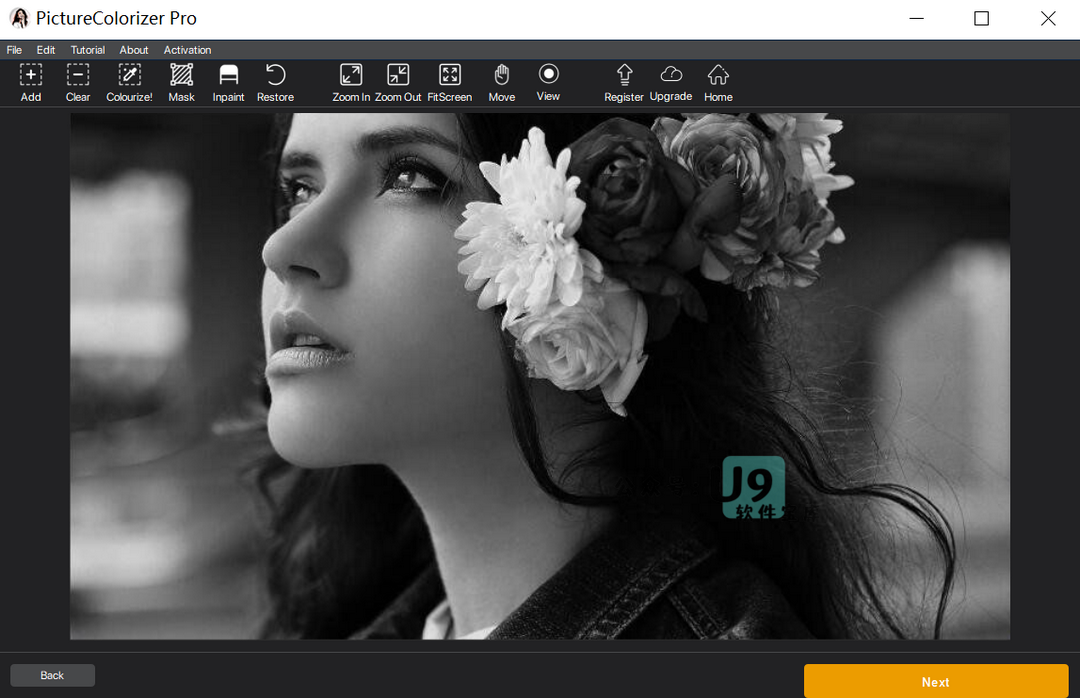 PictureColorizer Pro
File Edit Tutorial About Activation
Add Clear Colourize! Mask Inpaint Restore Zoom In Zoom Out FitScreen Move View Register Upgrade Home
J9
软件
Back Next